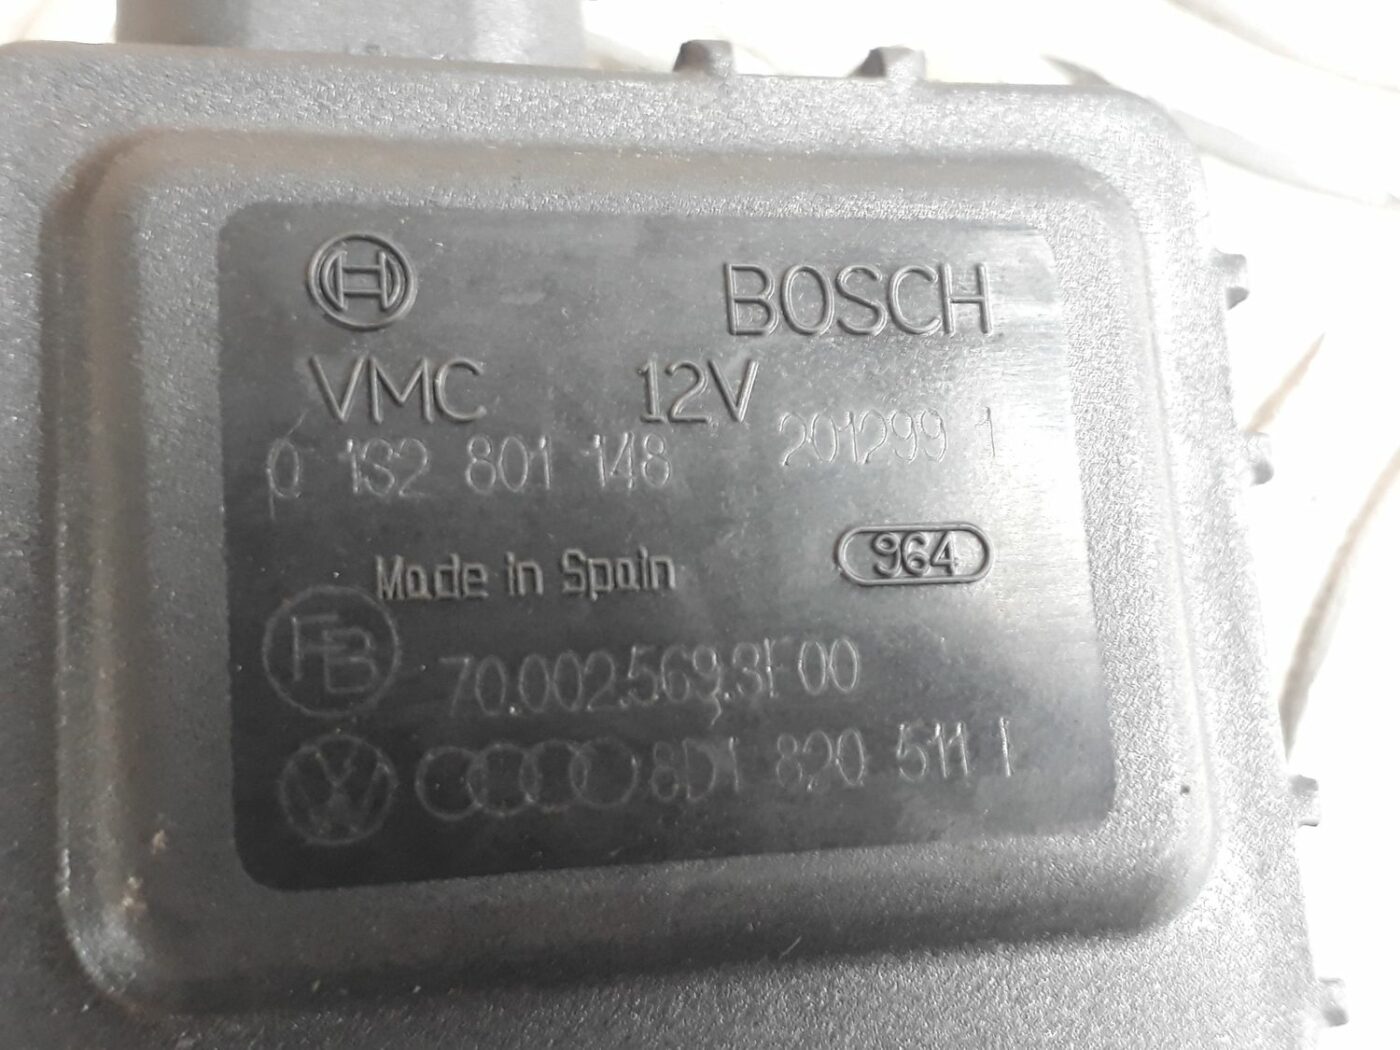 BOSCH
VMC 12V
0 132 801 148 201299 1
Made in Spain 964
FB 70.002.569.3F00
8D1 820 511 I